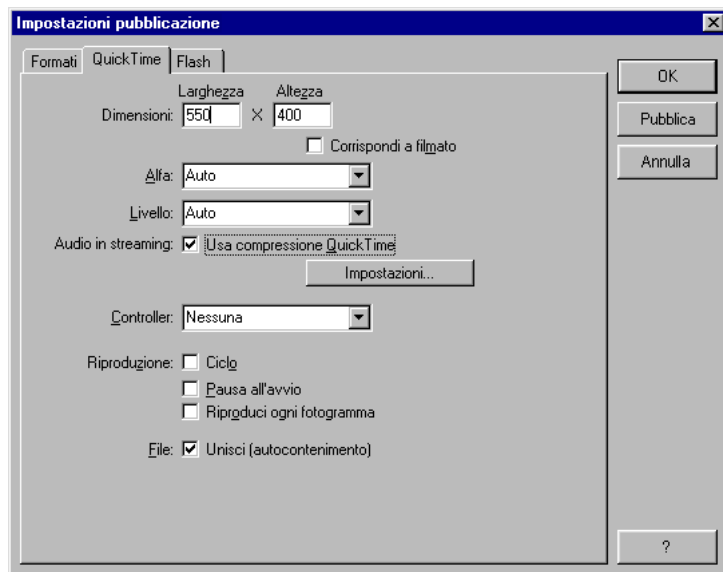 Impostazioni pubblicazione
Formati QuickTime Flash
OK
Larghezza Altezza
Dimensioni: 550 X 400
Pubblica
Corrispondi a filmato
Annulla
Alfa: Auto
Livello: Auto
Audio in streaming: Usa compressione QuickTime
Impostazioni...
Controller: Nessuna
Riproduzione: Ciclo
Pausa all'avvio
Riproduci ogni fotogramma
File: Unisci (autocontenimento)
?